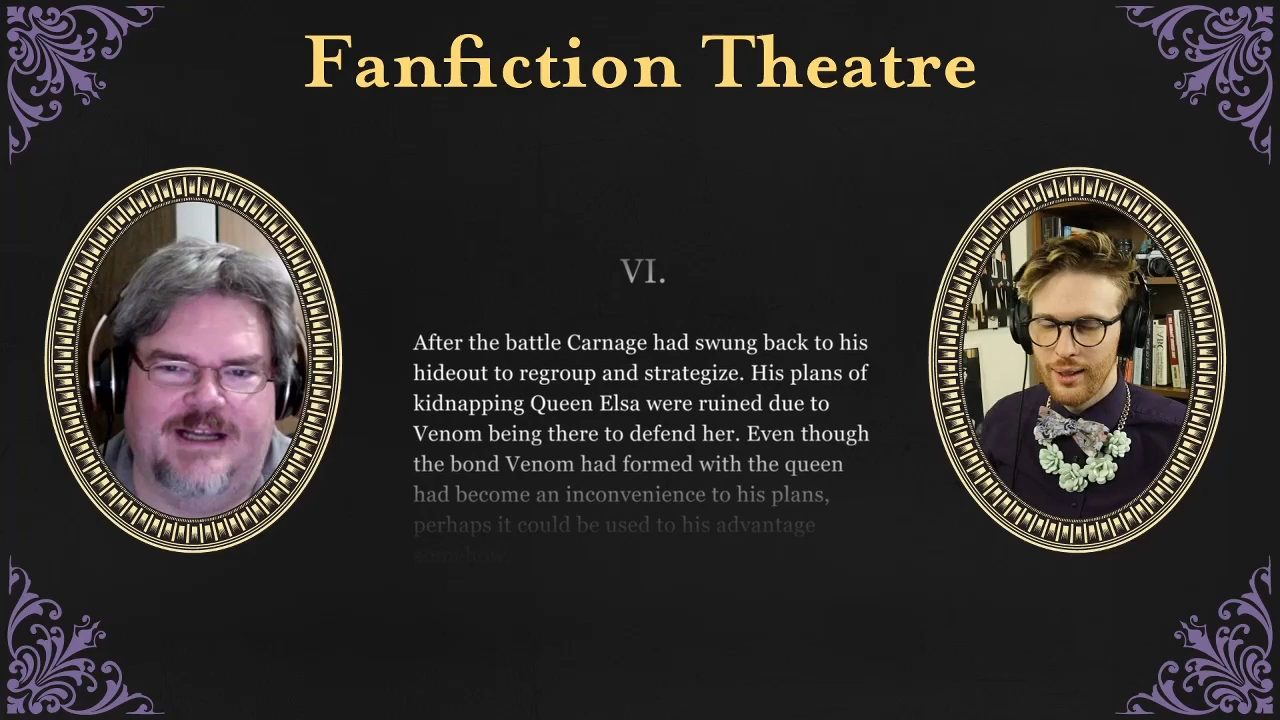 Fanfiction Theatre
VI.
After the battle Carnage had swung back to his
hideout to regroup and strategize. His plans of
kidnapping Queen Elsa were ruined due to
Venom being there to defend her. Even though
the bond Venom had formed with the queen
had become an inconvenience to his plans,
perhaps it could be used to his advantage
somehow.